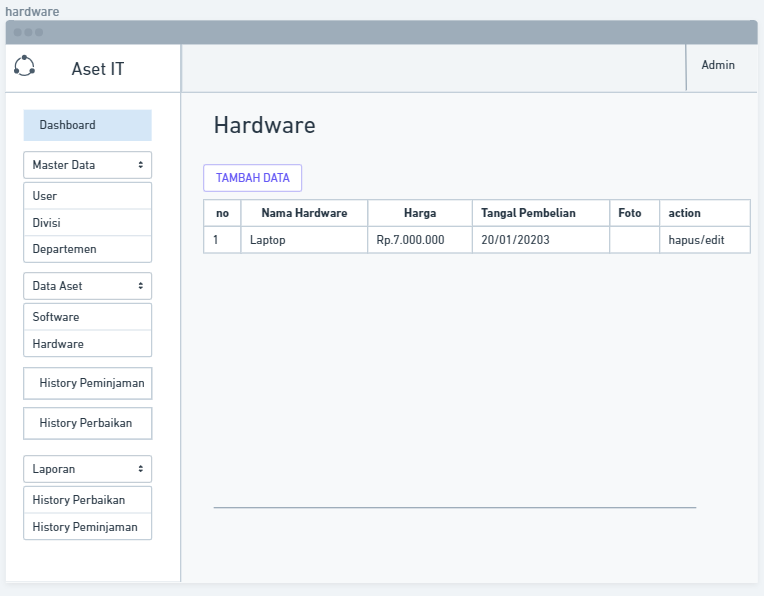 hardware
Aset IT
Admin
Dashboard
Master Data
User
Divisi
Departemen
Data Aset
Software
Hardware
History Peminjaman
History Perbaikan
Laporan
History Perbaikan
History Peminjaman
Hardware
TAMBAH DATA
no Nama Hardware Harga Tangal Pembelian Foto action
1 Laptop Rp.7.000.000 20/01/20203 hapus/edit